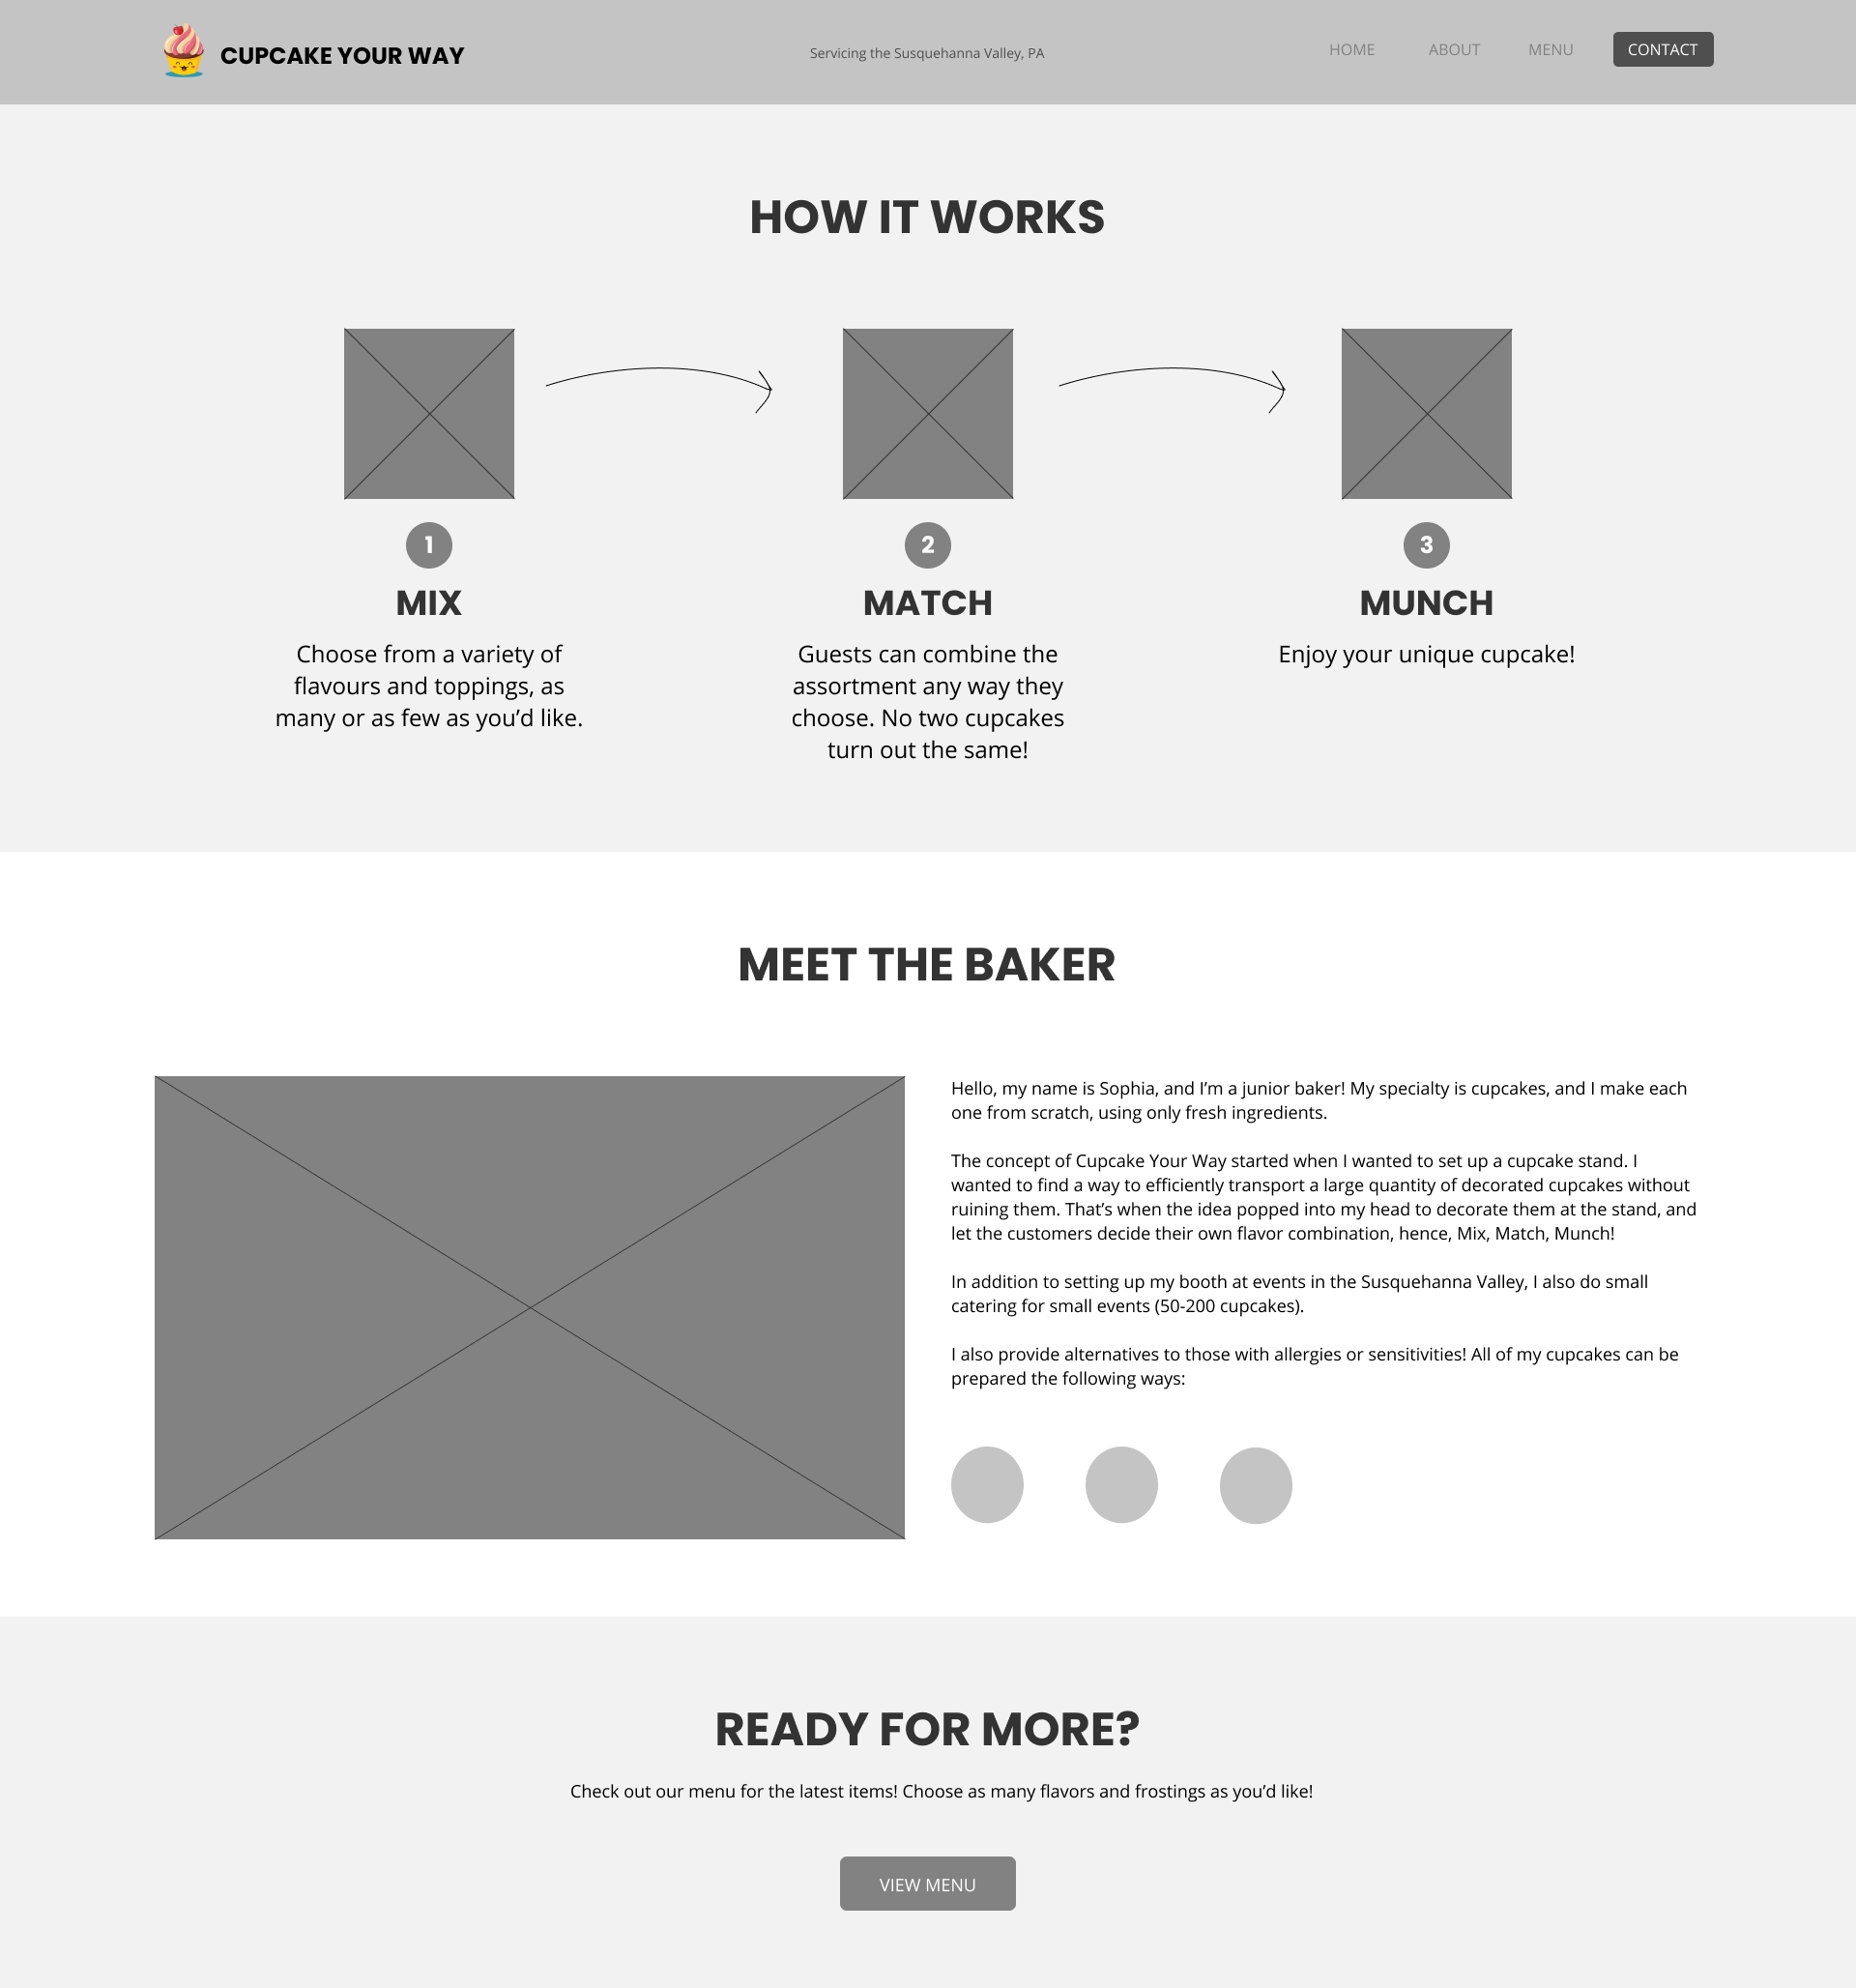 CUPCAKE YOUR WAY
Servicing the Susquehanna Valley, PA
HOME
ABOUT
MENU
CONTACT
HOW IT WORKS
1
MIX
Choose from a variety of
flavours and toppings, as
many or as few as you’d like.
2
MATCH
Guests can combine the
assortment any way they
choose. No two cupcakes
turn out the same!
3
MUNCH
Enjoy your unique cupcake!
MEET THE BAKER
Hello, my name is Sophia, and I’m a junior baker! My specialty is cupcakes, and I make each
one from scratch, using only fresh ingredients.
The concept of Cupcake Your Way started when I wanted to set up a cupcake stand. I
wanted to find a way to efficiently transport a large quantity of decorated cupcakes without
ruining them. That’s when the idea popped into my head to decorate them at the stand, and
let the customers decide their own flavor combination, hence, Mix, Match, Munch!
In addition to setting up my booth at events in the Susquehanna Valley, I also do small
catering for small events (50-200 cupcakes).
I also provide alternatives to those with allergies or sensitivities! All of my cupcakes can be
prepared the following ways:
READY FOR MORE?
Check out our menu for the latest items! Choose as many flavors and frostings as you’d like!
VIEW MENU